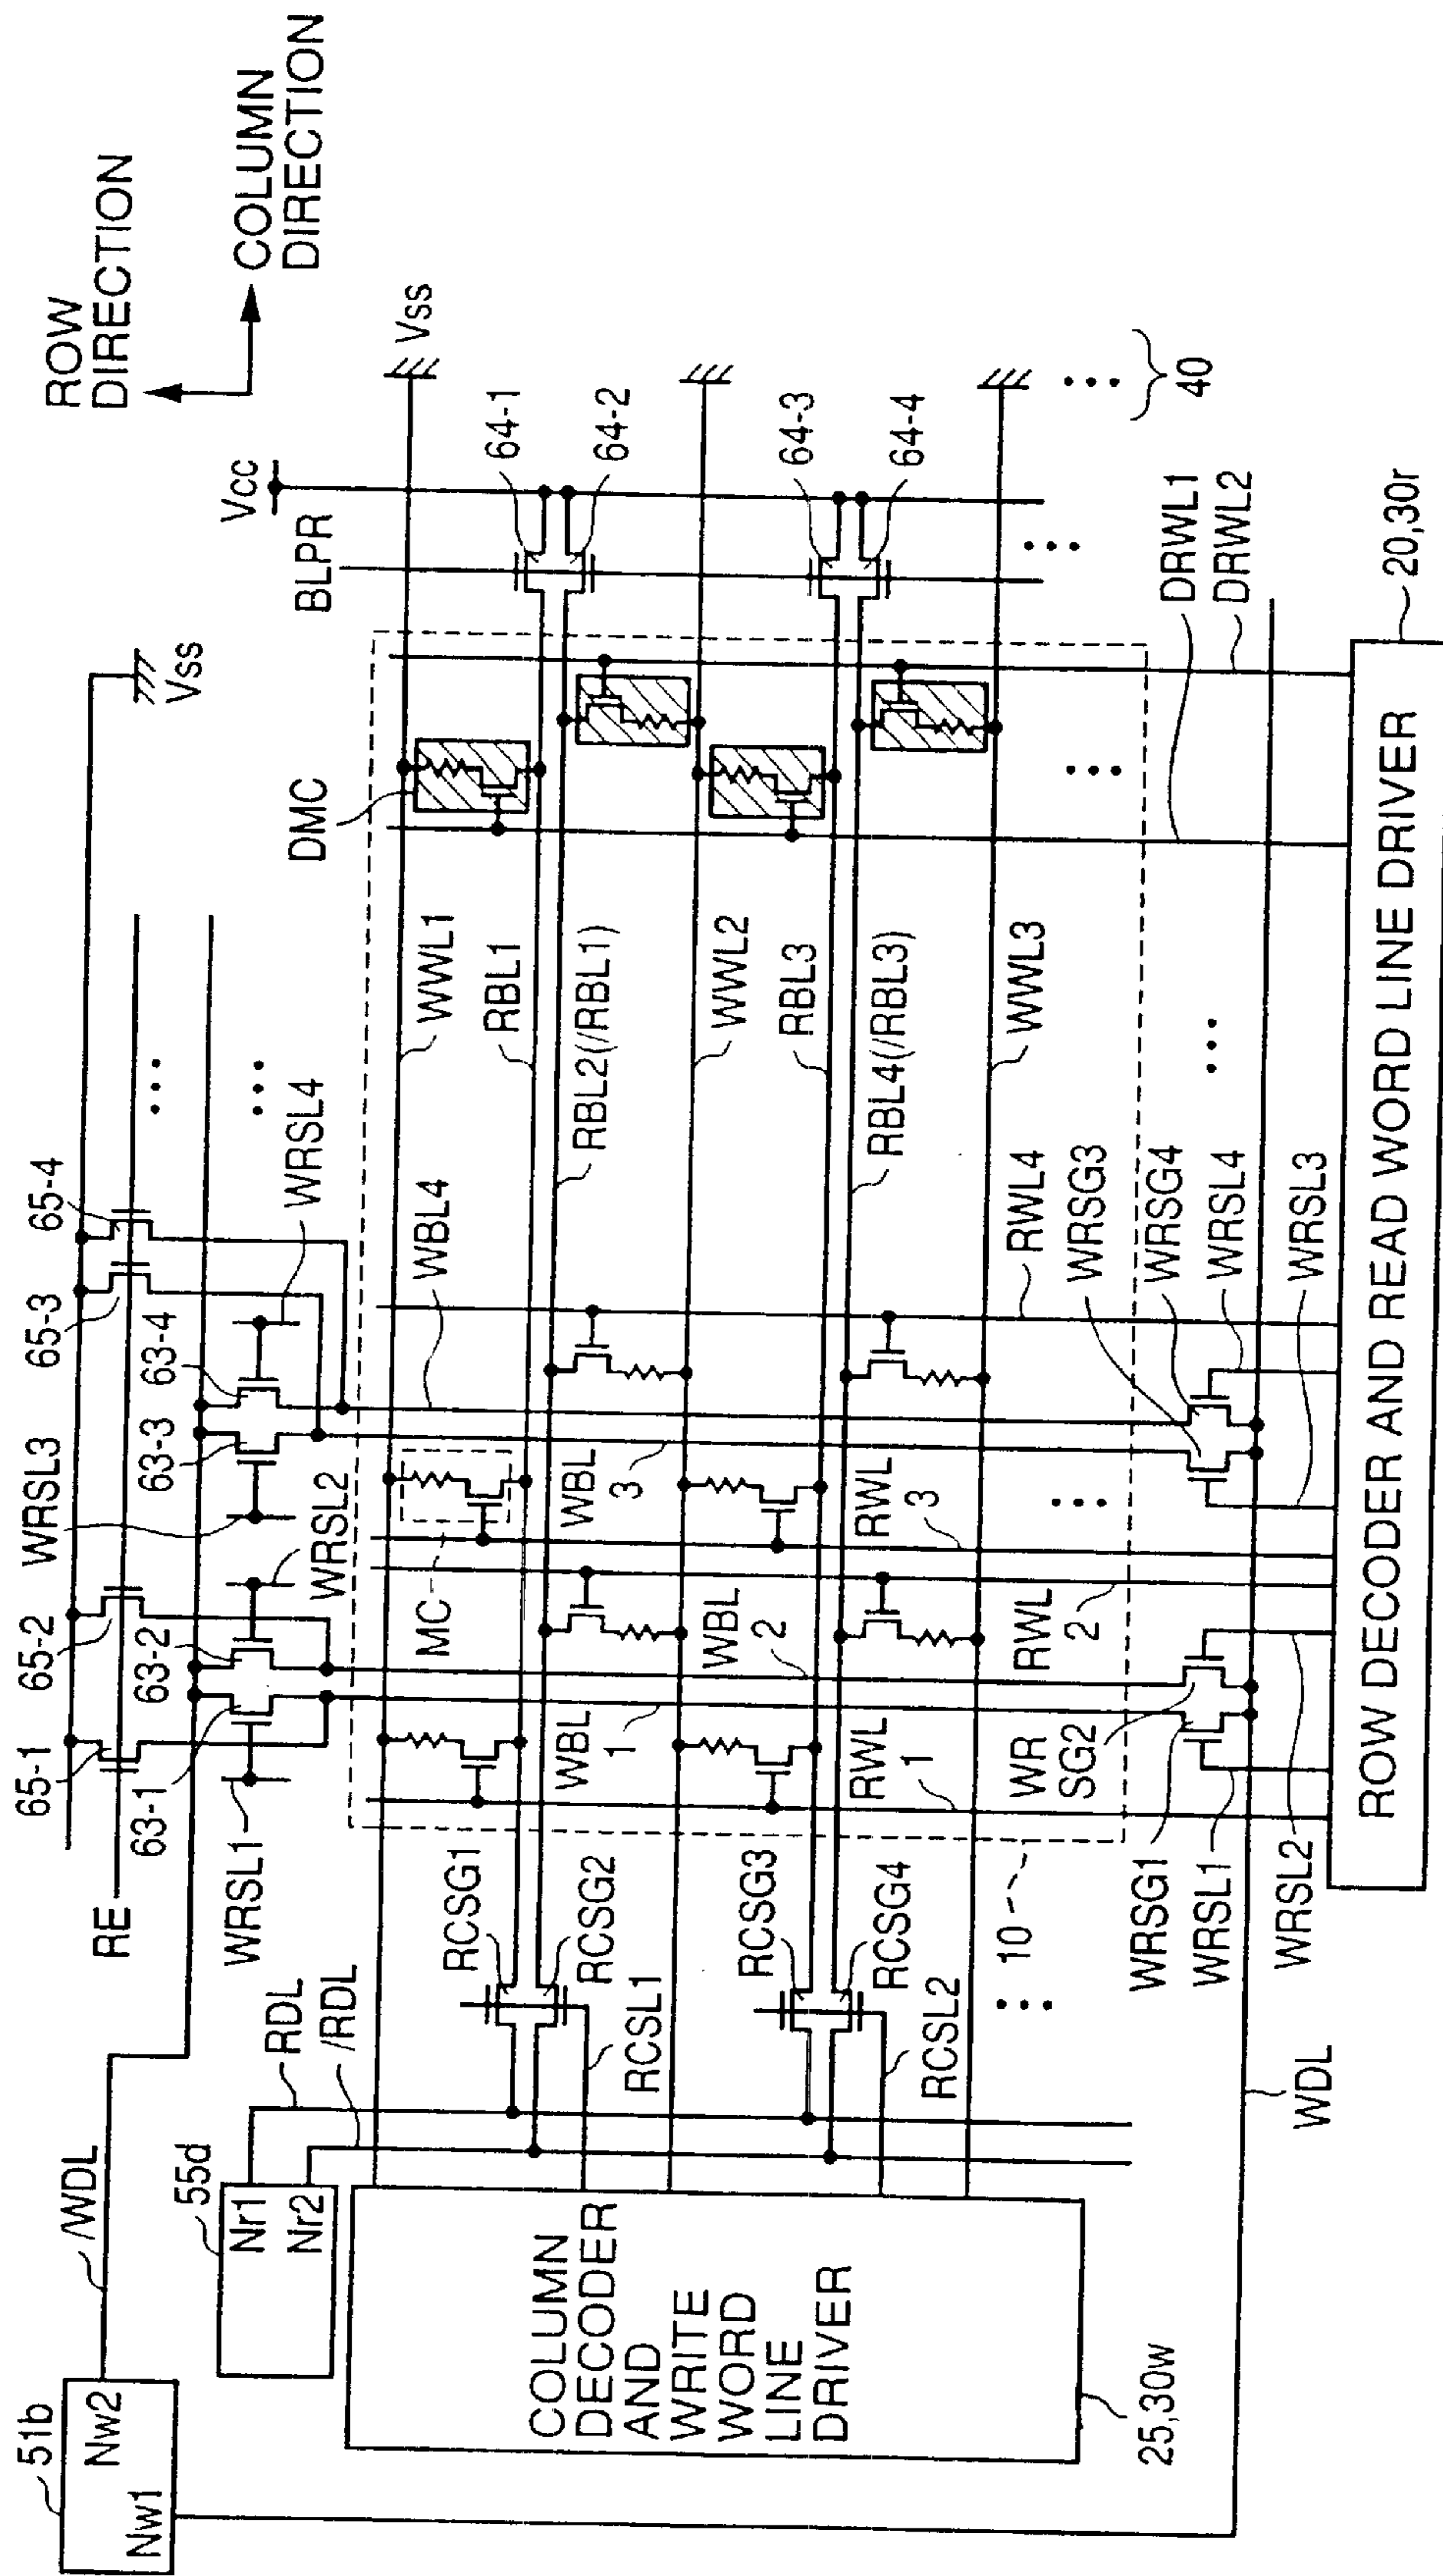 51b
Nw2
Nw1
/WDL
55d
Nr1
Nr2
RDL
/RDL
RE
65-1
65-2
65-3
65-4
63-1
63-2
63-3
63-4
WRSL1
WRSL2
WRSL3
WRSL4
Vss
ROW
DIRECTION
COLUMN
DIRECTION
COLUMN
DECODER
AND
WRITE
WORD
LINE
DRIVER
25,30w
RCSG1
RCSG2
RCSL1
RCSG3
RCSG4
RCSL2
10
MC
WBL
1
WBL
2
WBL
3
WBL4
RWL
1
RWL
2
RWL
3
RWL4
WWL1
RBL1
RBL2(/RBL1)
WWL2
RBL3
RBL4(/RBL3)
WWL3
DMC
BLPR
Vcc
Vss
64-1
64-2
64-3
64-4
40
DRWL1
DRWL2
WRSG1
WR
SG2
WRSG3
WRSG4
WRSL1
WRSL2
WRSL4
WRSL3
WDL
20,30r
ROW DECODER AND READ WORD LINE DRIVER